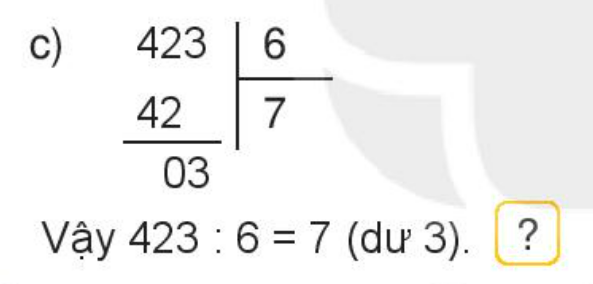 c) 423 | 6
42 | 7
03
Vậy 423 : 6 = 7 (dư 3). ?